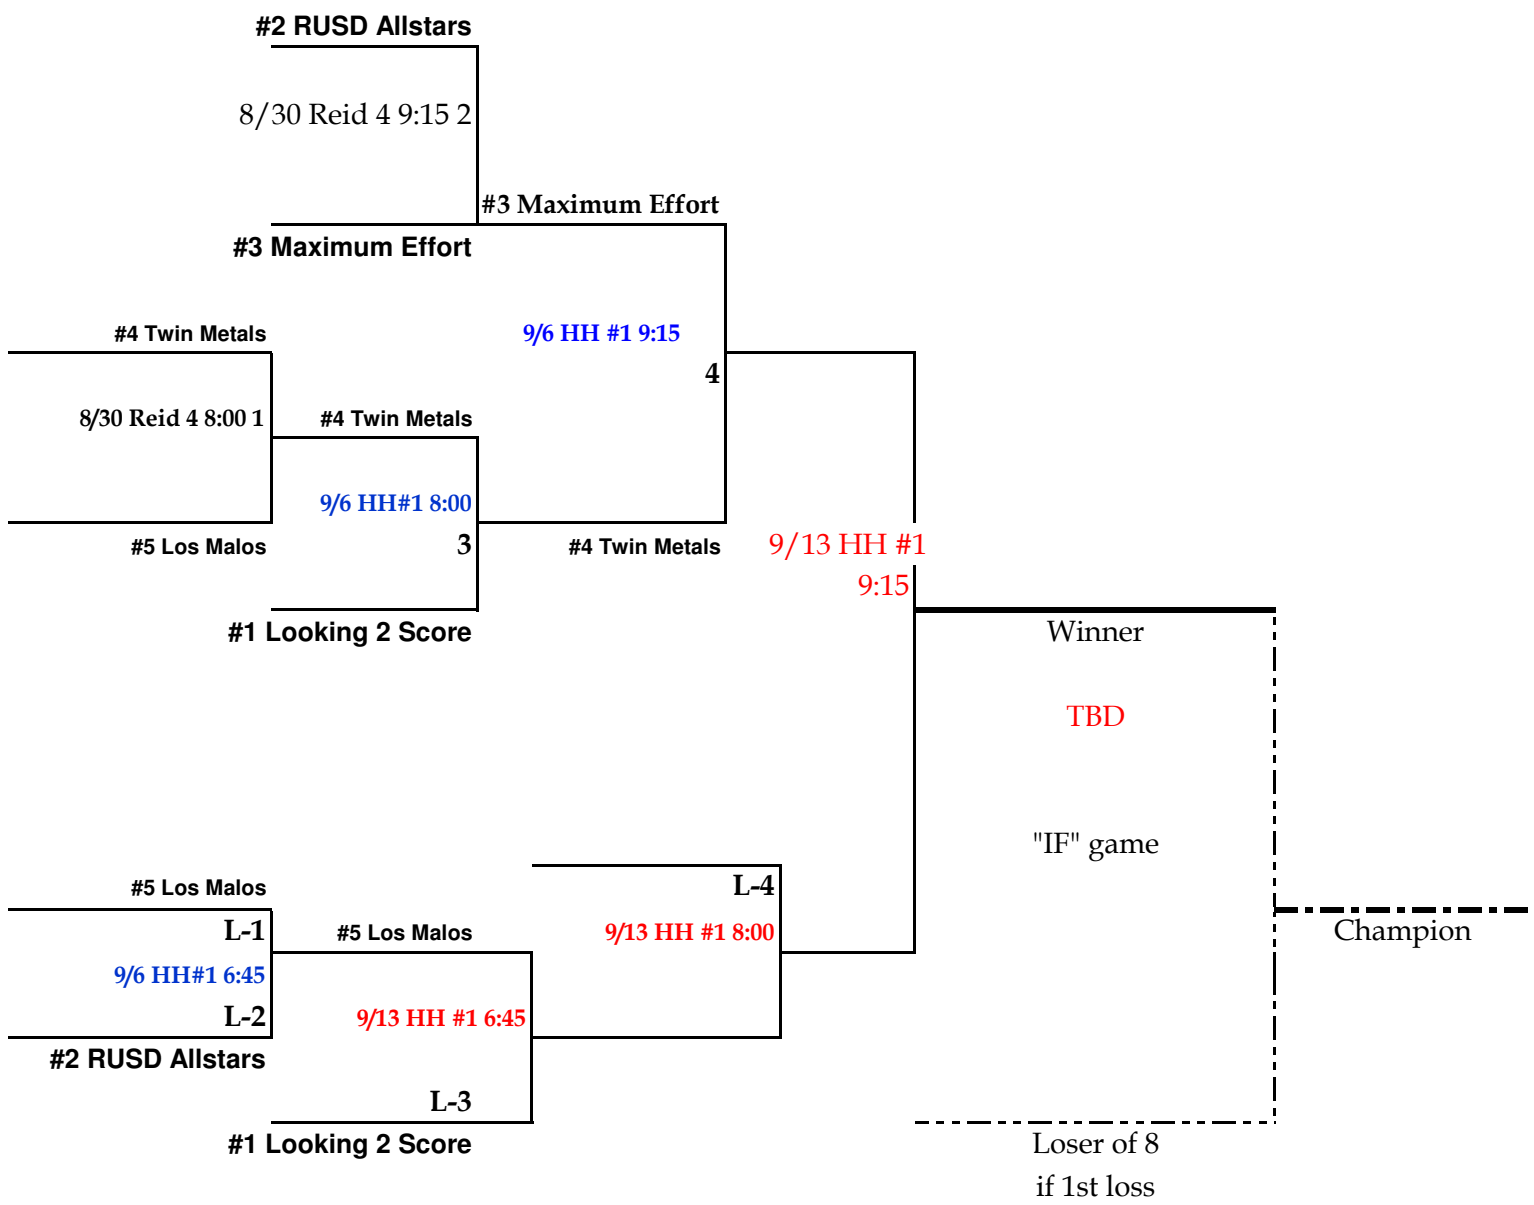 #2 RUSD Allstars
8/30 Reid 4 9:15 2
#3 Maximum Effort
#3 Maximum Effort
#4 Twin Metals
9/6 HH #1 9:15
4
8/30 Reid 4 8:00 1
#4 Twin Metals
9/6 HH#1 8:00
#5 Los Malos
3
#4 Twin Metals
9/13 HH #1
9:15
#1 Looking 2 Score
Winner
TBD
"IF" game
#5 Los Malos
L-4
L-1
#5 Los Malos
9/13 HH #1 8:00
Champion
9/6 HH#1 6:45
L-2
9/13 HH #1 6:45
#2 RUSD Allstars
L-3
#1 Looking 2 Score
Loser of 8
if 1st loss